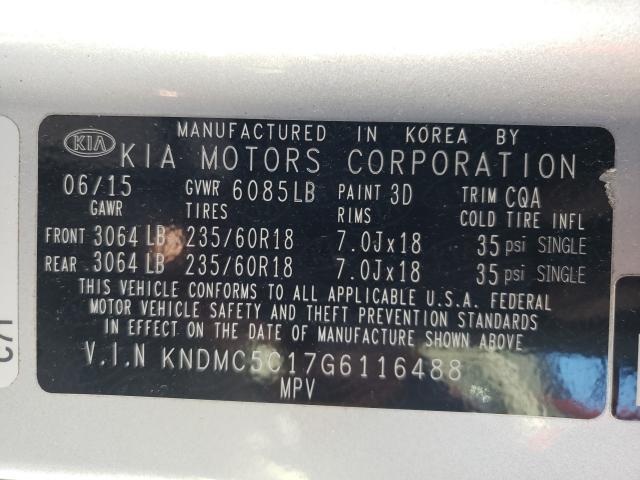 MANUFACTURED IN KOREA BY
KIA KIA MOTORS CORPORATION
06/15 GVWR 6085LB PAINT 3D TRIM CQA
GAWR TIRES RIMS COLD TIRE INFL
FRONT 3064 LB 235/60R18 7.0Jx18 35 psi SINGLE
REAR 3064 LB 235/60R18 7.0Jx18 35 psi SINGLE
THIS VEHICLE CONFORMS TO ALL APPLICABLE U.S.A. FEDERAL
MOTOR VEHICLE SAFETY AND THEFT PREVENTION STANDARDS
IN EFFECT ON THE DATE OF MANUFACTURE SHOWN ABOVE
V.I.N KNDMC5C17G6116488
MPV